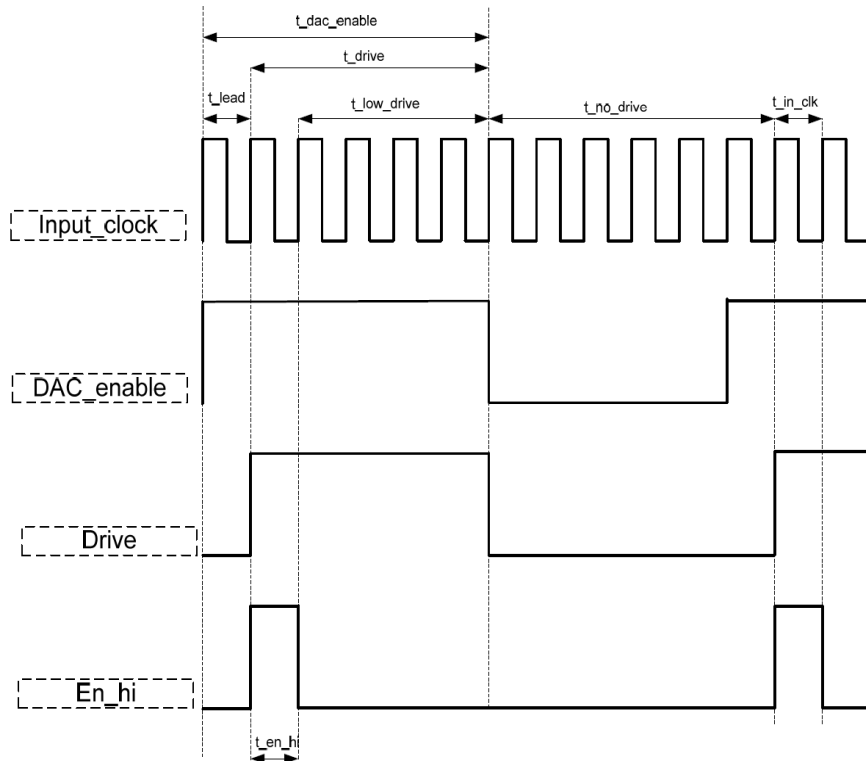 t_dac_enable
t_drive
t_lead
t_low_drive
t_no_drive
t_in_clk
Input_clock
DAC_enable
Drive
En_hi
t_en_hi